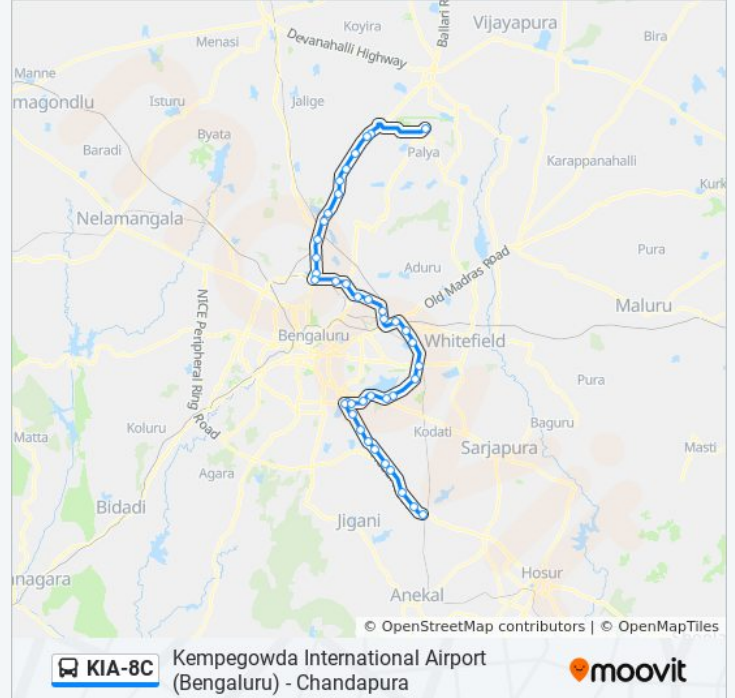 Koyira
Vijayapura
Ballari R
Menasi
Devanahalli Highway
Bira
Manne
magondlu
Isturu
Jalige
Byata
Baradi
Palya
Karappanahalli
Kurk
Nelamangala
Aduru
Old Madras Road
Pura
Maluru
NICE Peripheral Ring Road
Bengaluru
Whitefield
Pura
Matta
Koluru
Kodati
Baguru
Sarjapura
Masti
Agara
Bidadi
Jigani
Hosur
nagara
Anekal
© OpenStreetMap contributors | © OpenMapTiles
KIA-8C
Kempegowda International Airport
(Bengaluru) - Chandapura
moovit